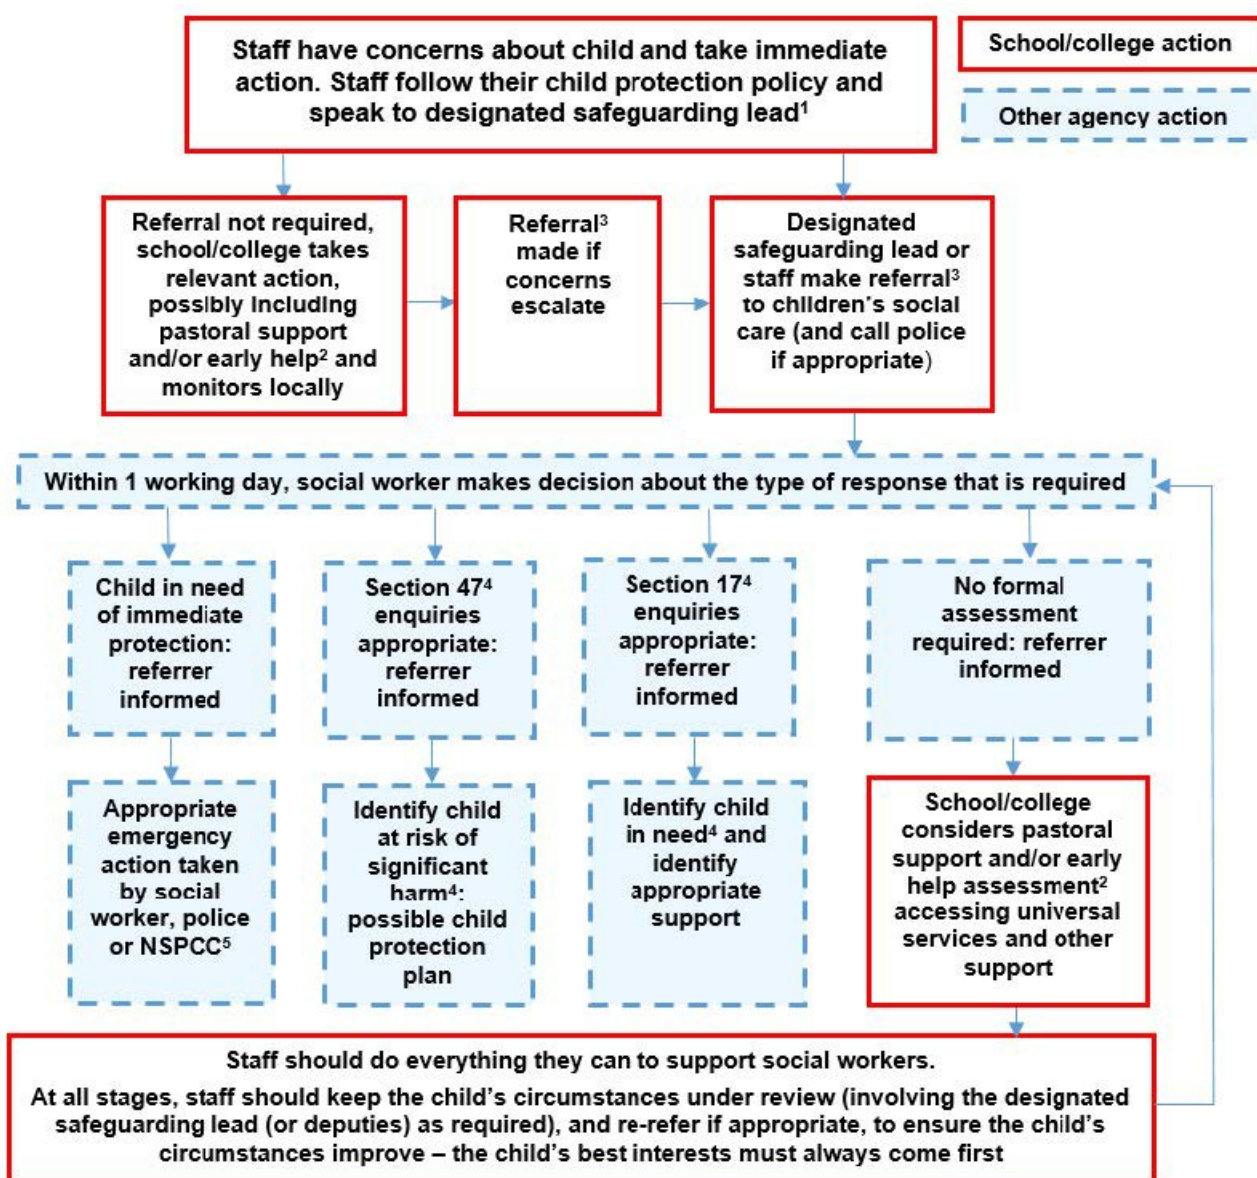 Staff have concerns about child and take immediate
action. Staff follow their child protection policy and
speak to designated safeguarding lead¹
School/college action
Other agency action
Referral not required,
school/college takes
relevant action,
possibly including
pastoral support
and/or early help² and
monitors locally
Referral³
made if
concerns
escalate
Designated
safeguarding lead or
staff make referral³
to children’s social
care (and call police
if appropriate)
Within 1 working day, social worker makes decision about the type of response that is required
Child in need
of immediate
protection:
referrer
informed
Section 47⁴
enquiries
appropriate:
referrer
informed
Section 17⁴
enquiries
appropriate:
referrer
informed
No formal
assessment
required: referrer
informed
Appropriate
emergency
action taken
by social
worker, police
or NSPCC⁵
Identify child
at risk of
significant
harm⁴:
possible child
protection
plan
Identify child
in need⁴ and
identify
appropriate
support
School/college
considers pastoral
support and/or early
help assessment²
accessing universal
services and other
support
Staff should do everything they can to support social workers.
At all stages, staff should keep the child’s circumstances under review (involving the designated
safeguarding lead (or deputies) as required), and re-refer if appropriate, to ensure the child’s
circumstances improve – the child’s best interests must always come first